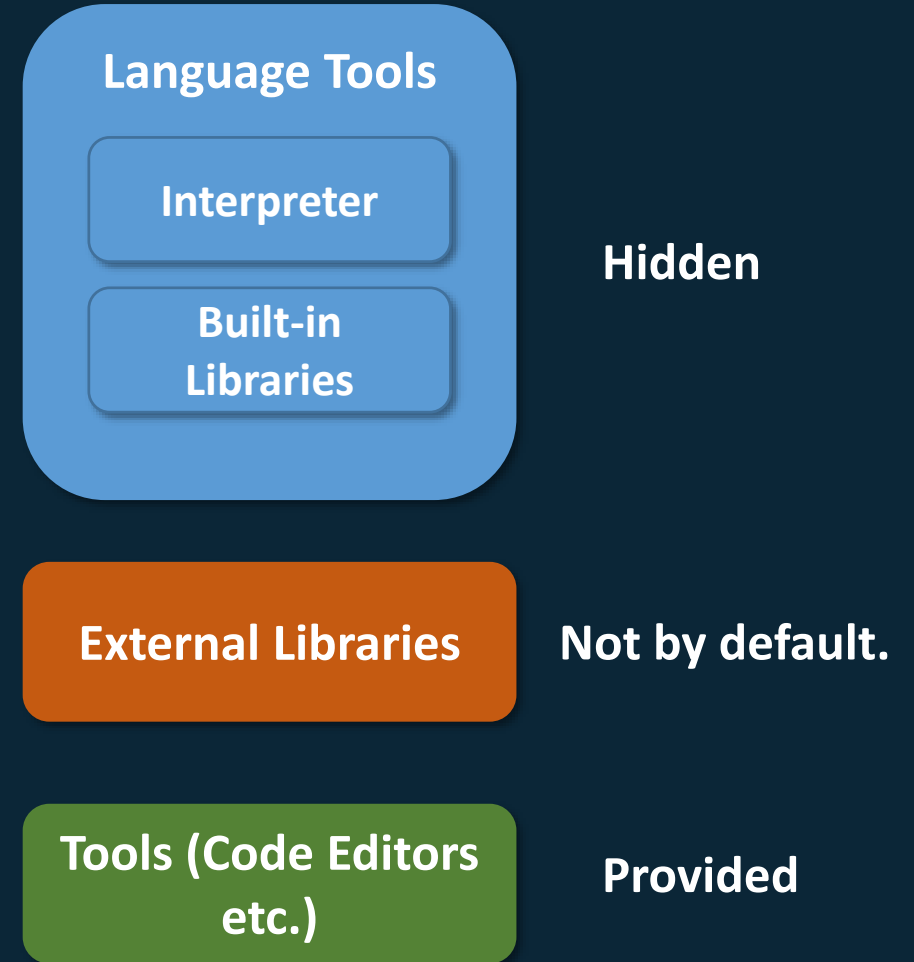 Language Tools
Interpreter
Hidden
Built-in
Libraries
External Libraries
Not by default.
Tools (Code Editors
etc.)
Provided